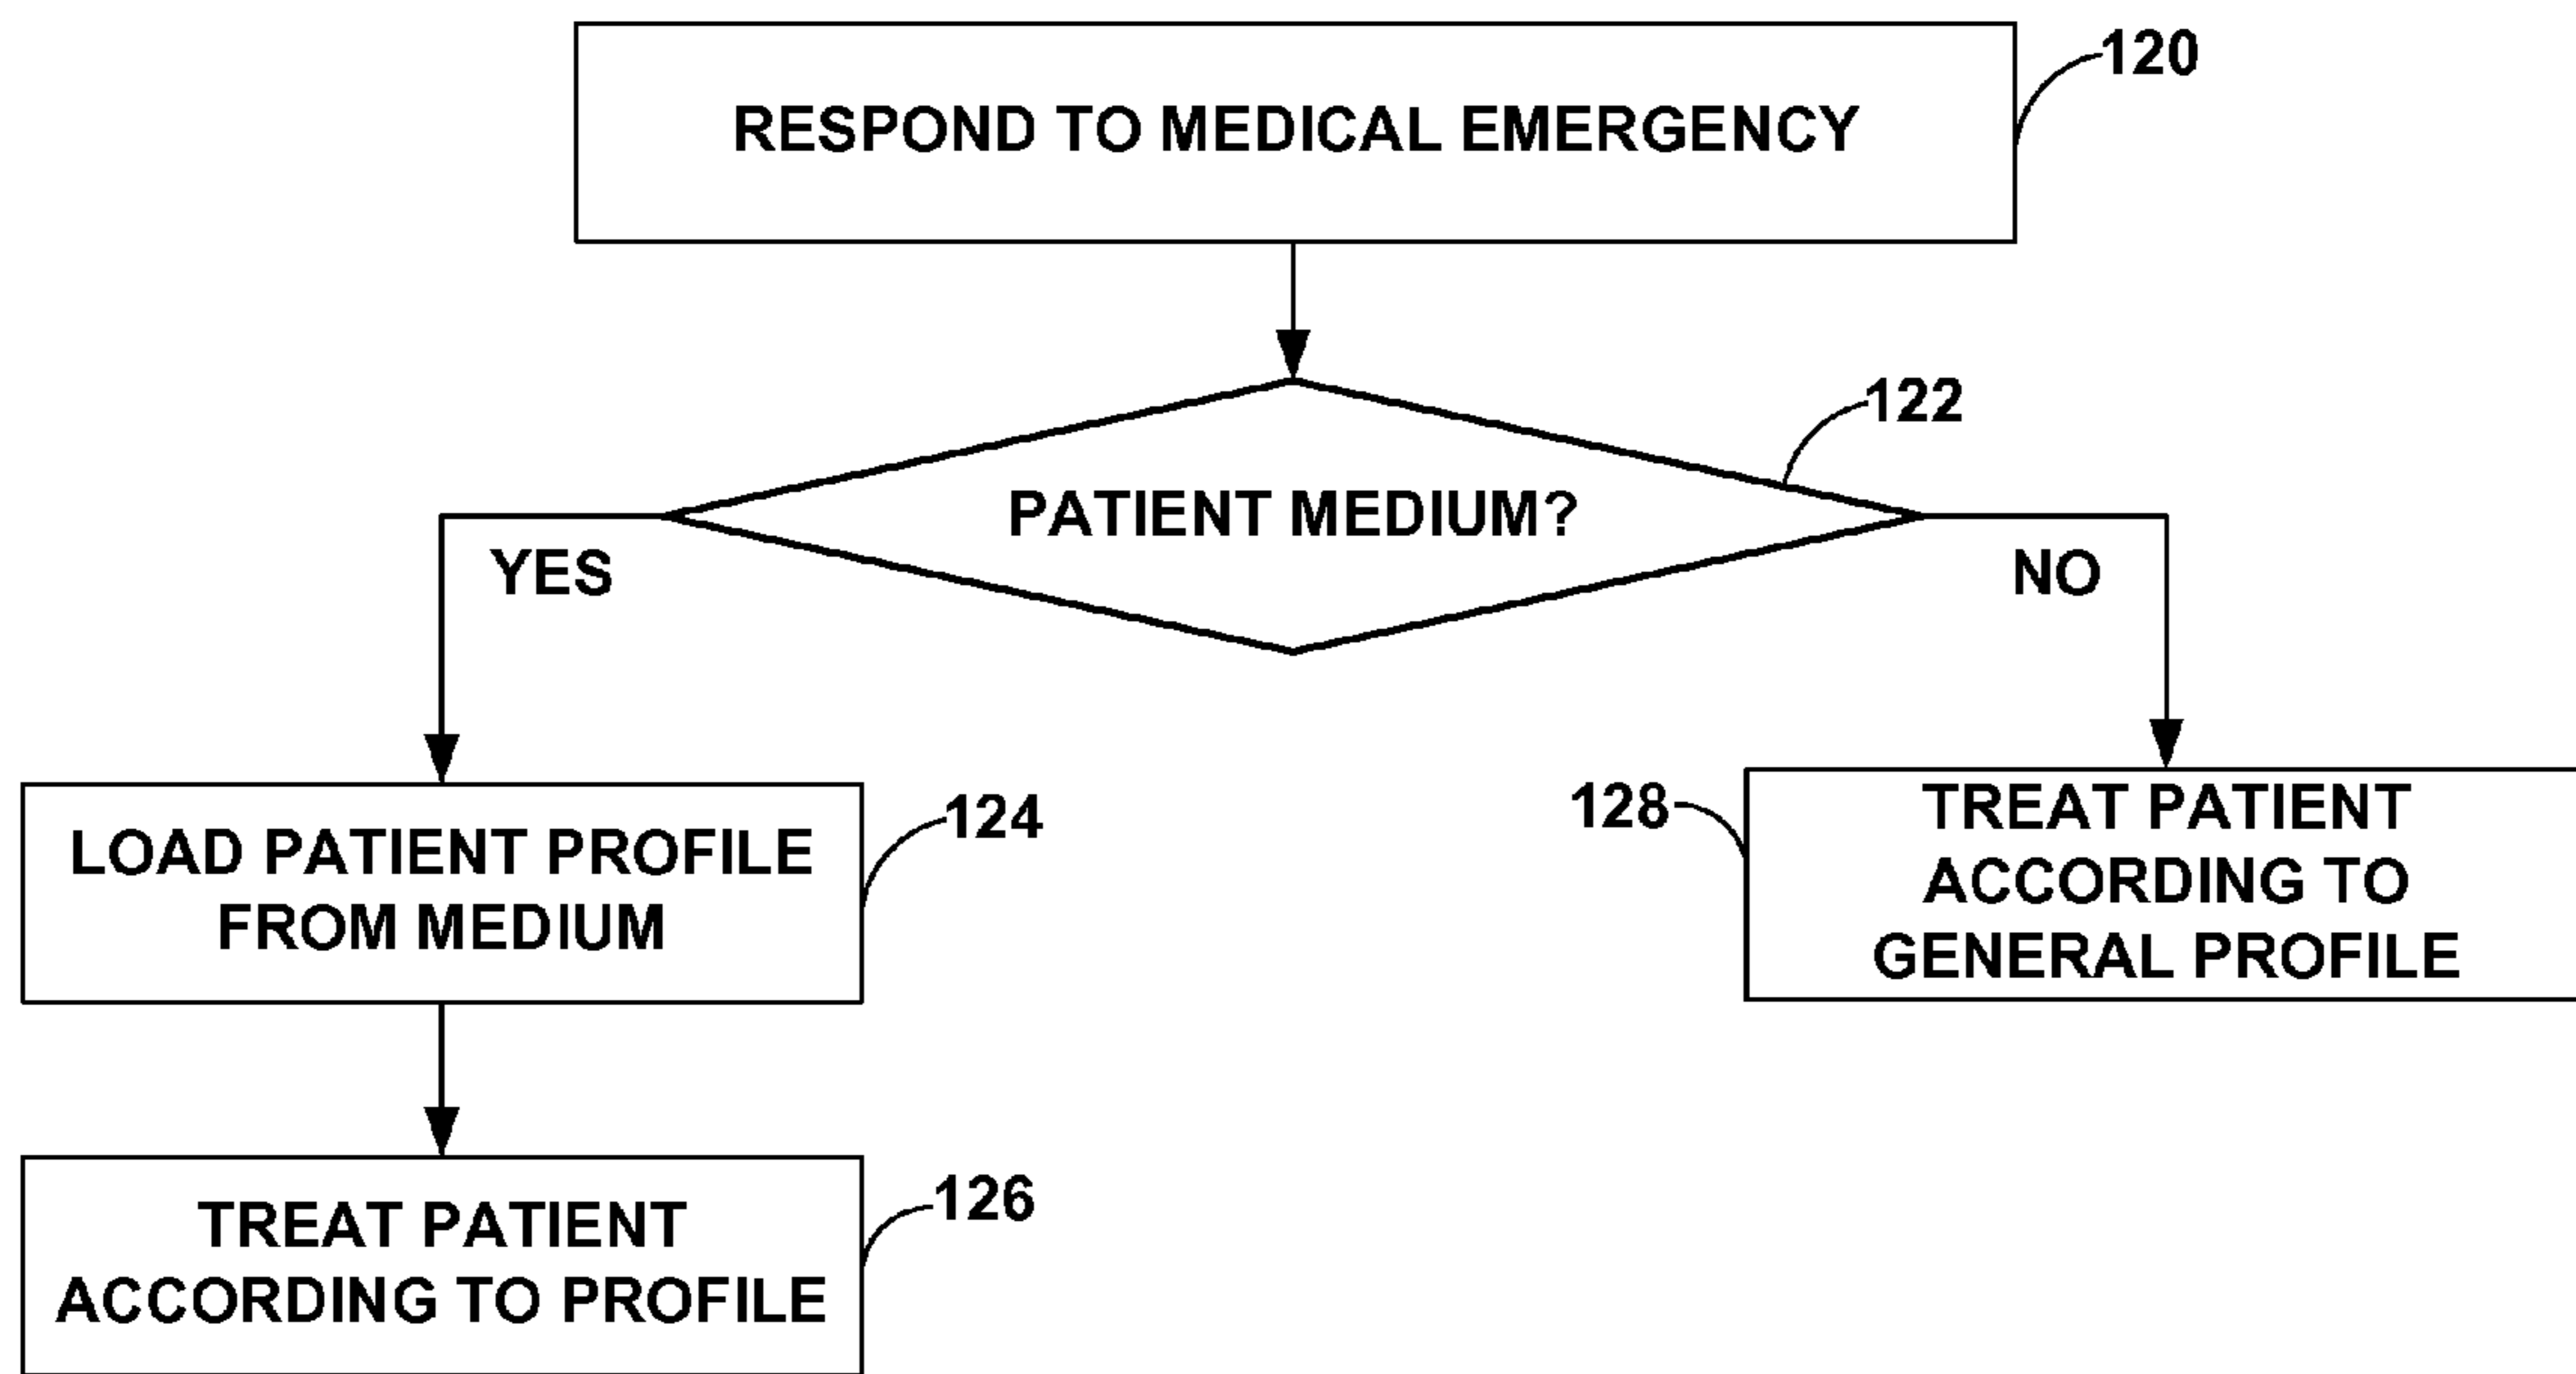 RESPOND TO MEDICAL EMERGENCY
120
PATIENT MEDIUM?
122
YES
NO
LOAD PATIENT PROFILE
FROM MEDIUM
124
128
TREAT PATIENT
ACCORDING TO
GENERAL PROFILE
TREAT PATIENT
ACCORDING TO PROFILE
126